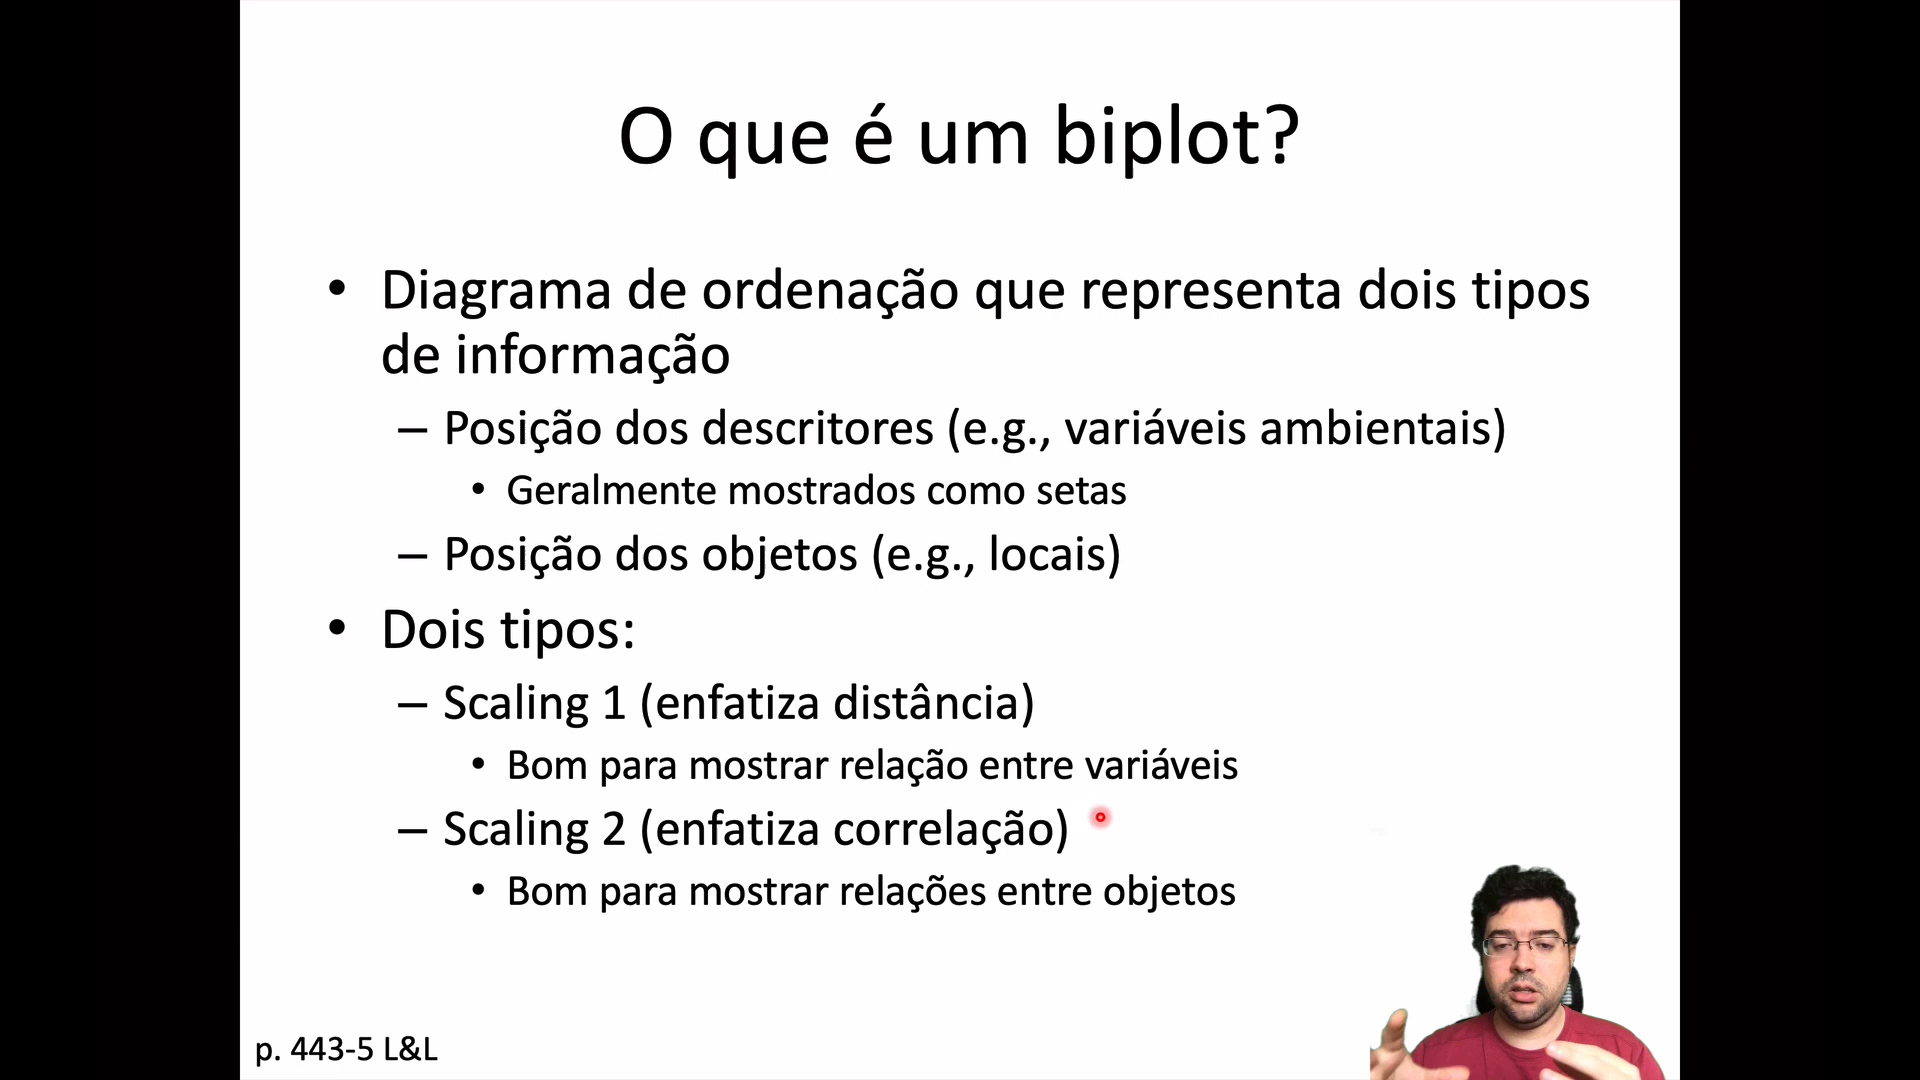 O que é um biplot?
• Diagrama de ordenação que representa dois tipos
de informação
– Posição dos descritores (e.g., variáveis ambientais)
• Geralmente mostrados como setas
– Posição dos objetos (e.g., locais)
• Dois tipos:
– Scaling 1 (enfatiza distância)
• Bom para mostrar relação entre variáveis
– Scaling 2 (enfatiza correlação)
• Bom para mostrar relações entre objetos
p. 443-5 L&L